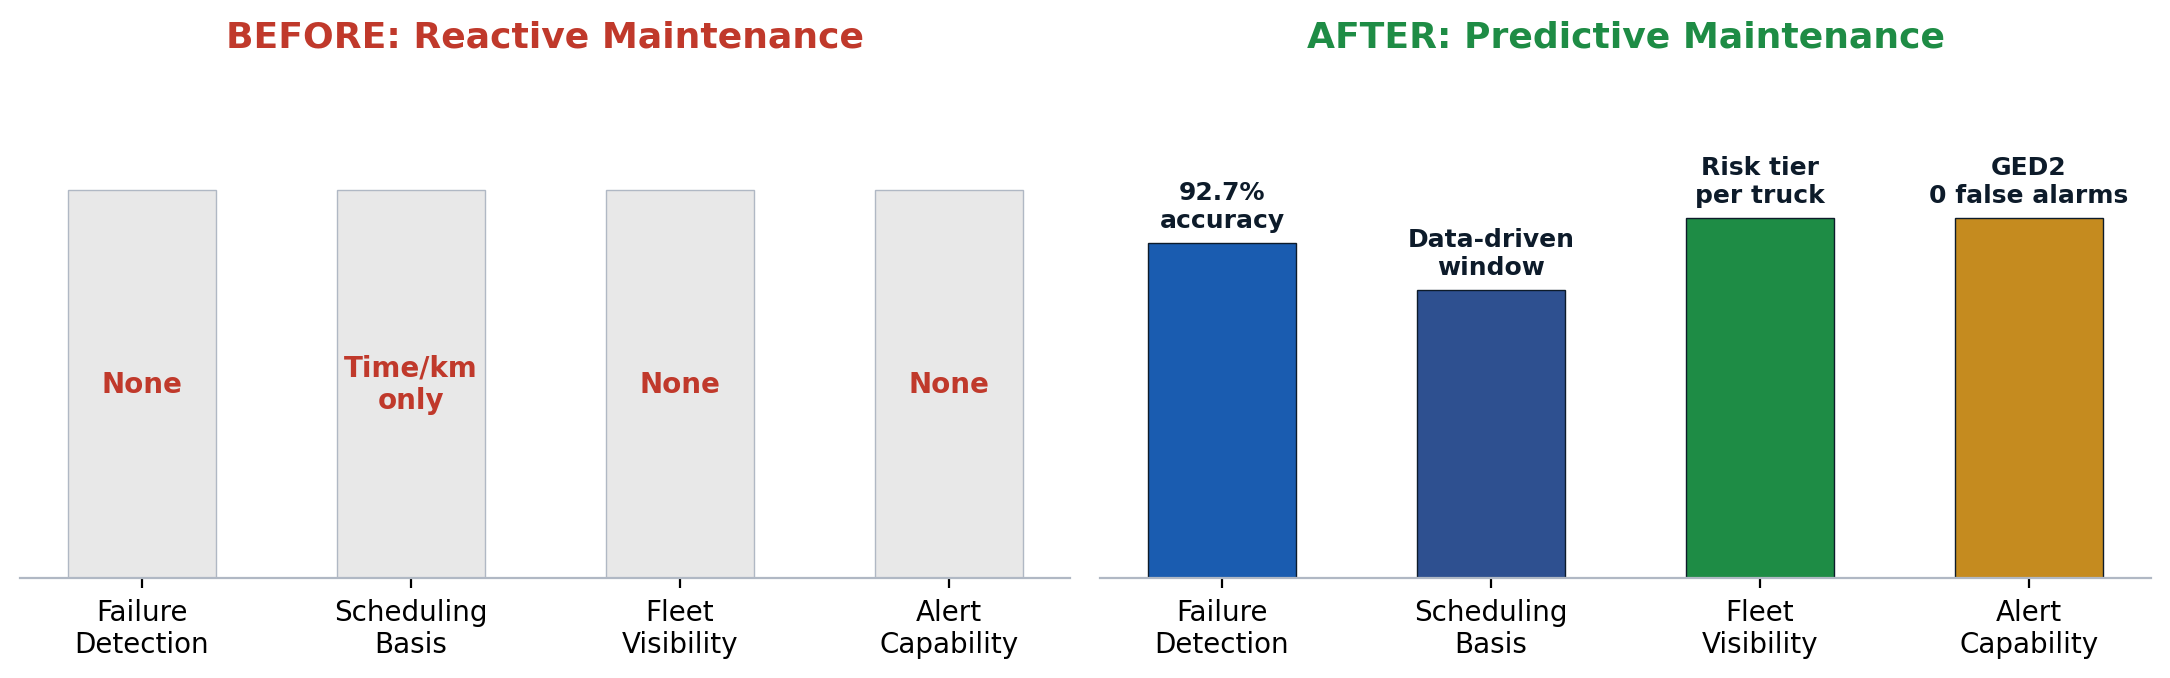 BEFORE: Reactive Maintenance
None
Time/km
only
None
None
Failure
Detection
Scheduling
Basis
Fleet
Visibility
Alert
Capability
AFTER: Predictive Maintenance
92.7%
accuracy
Data-driven
window
Risk tier
per truck
GED2
0 false alarms
Failure
Detection
Scheduling
Basis
Fleet
Visibility
Alert
Capability